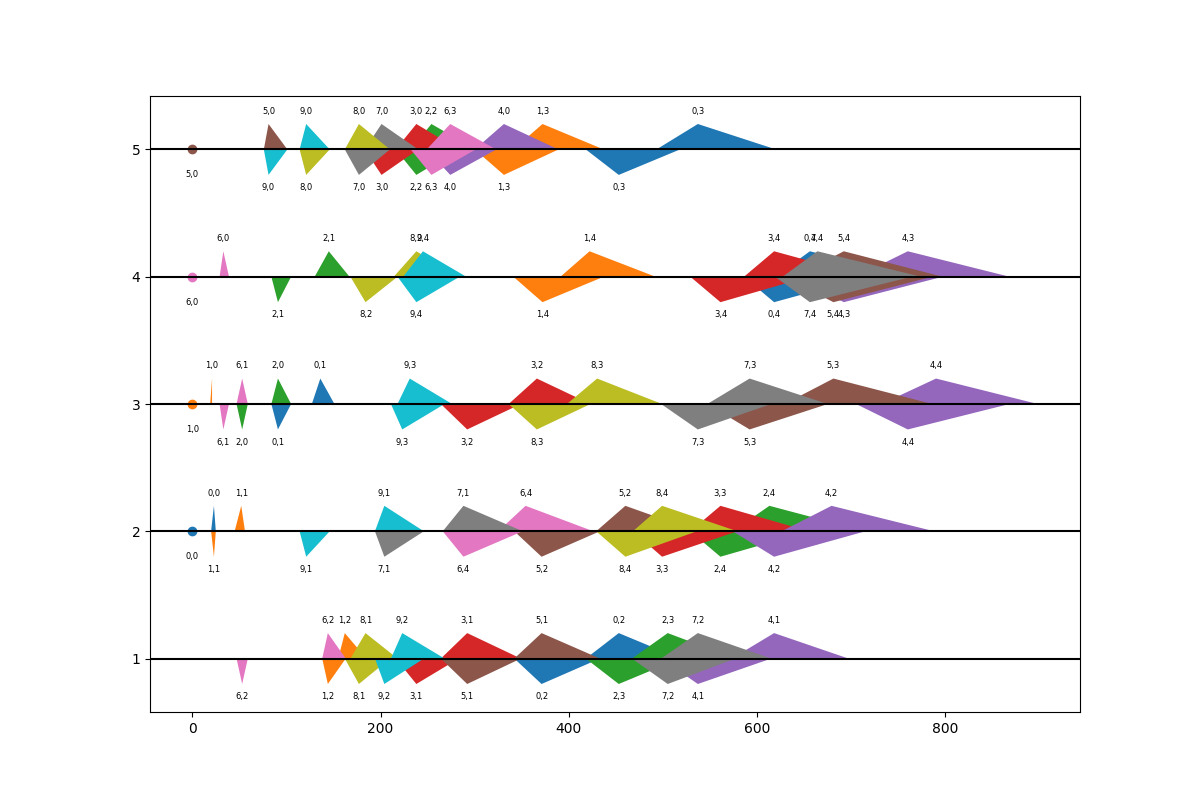 5,0 9,0 8,0 7,0 3,0 2,2 6,3 4,0 1,3 0,3
5
5,0 9,0 8,0 7,0 3,0 2,2 6,3 4,0 1,3 0,3
6,0 2,1 8,2 9,4 1,4 3,4 0,4 7,4 5,4 4,3
4
6,0 2,1 8,2 9,4 1,4 3,4 0,4 7,4 5,4 4,3
1,0 6,1 2,0 0,1 9,3 3,2 8,3 7,3 5,3 4,4
3
1,0 6,1 2,0 0,1 9,3 3,2 8,3 7,3 5,3 4,4
0,0 1,1 9,1 7,1 6,4 5,2 8,4 3,3 2,4 4,2
2
0,0 1,1 9,1 7,1 6,4 5,2 8,4 3,3 2,4 4,2
6,2 1,2 8,1 9,2 3,1 5,1 0,2 2,3 7,2 4,1
1
6,2 1,2 8,1 9,2 3,1 5,1 0,2 2,3 7,2 4,1
0 200 400 600 800